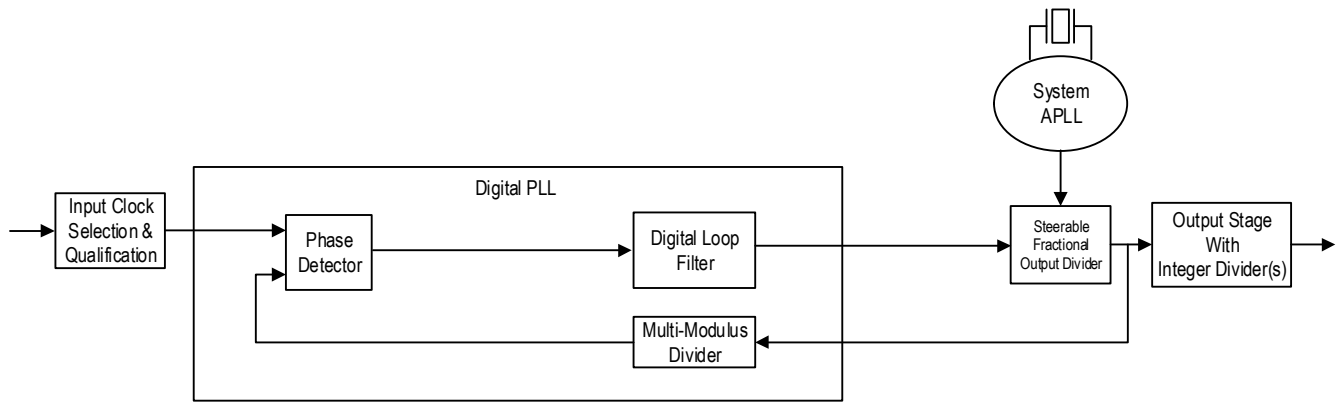 System
APLL
Digital PLL
Input Clock
Selection &
Qualification
Phase
Detector
Digital Loop
Filter
Steerable
Fractional
Output Divider
Output Stage
With
Integer Divider(s)
Multi-Modulus
Divider